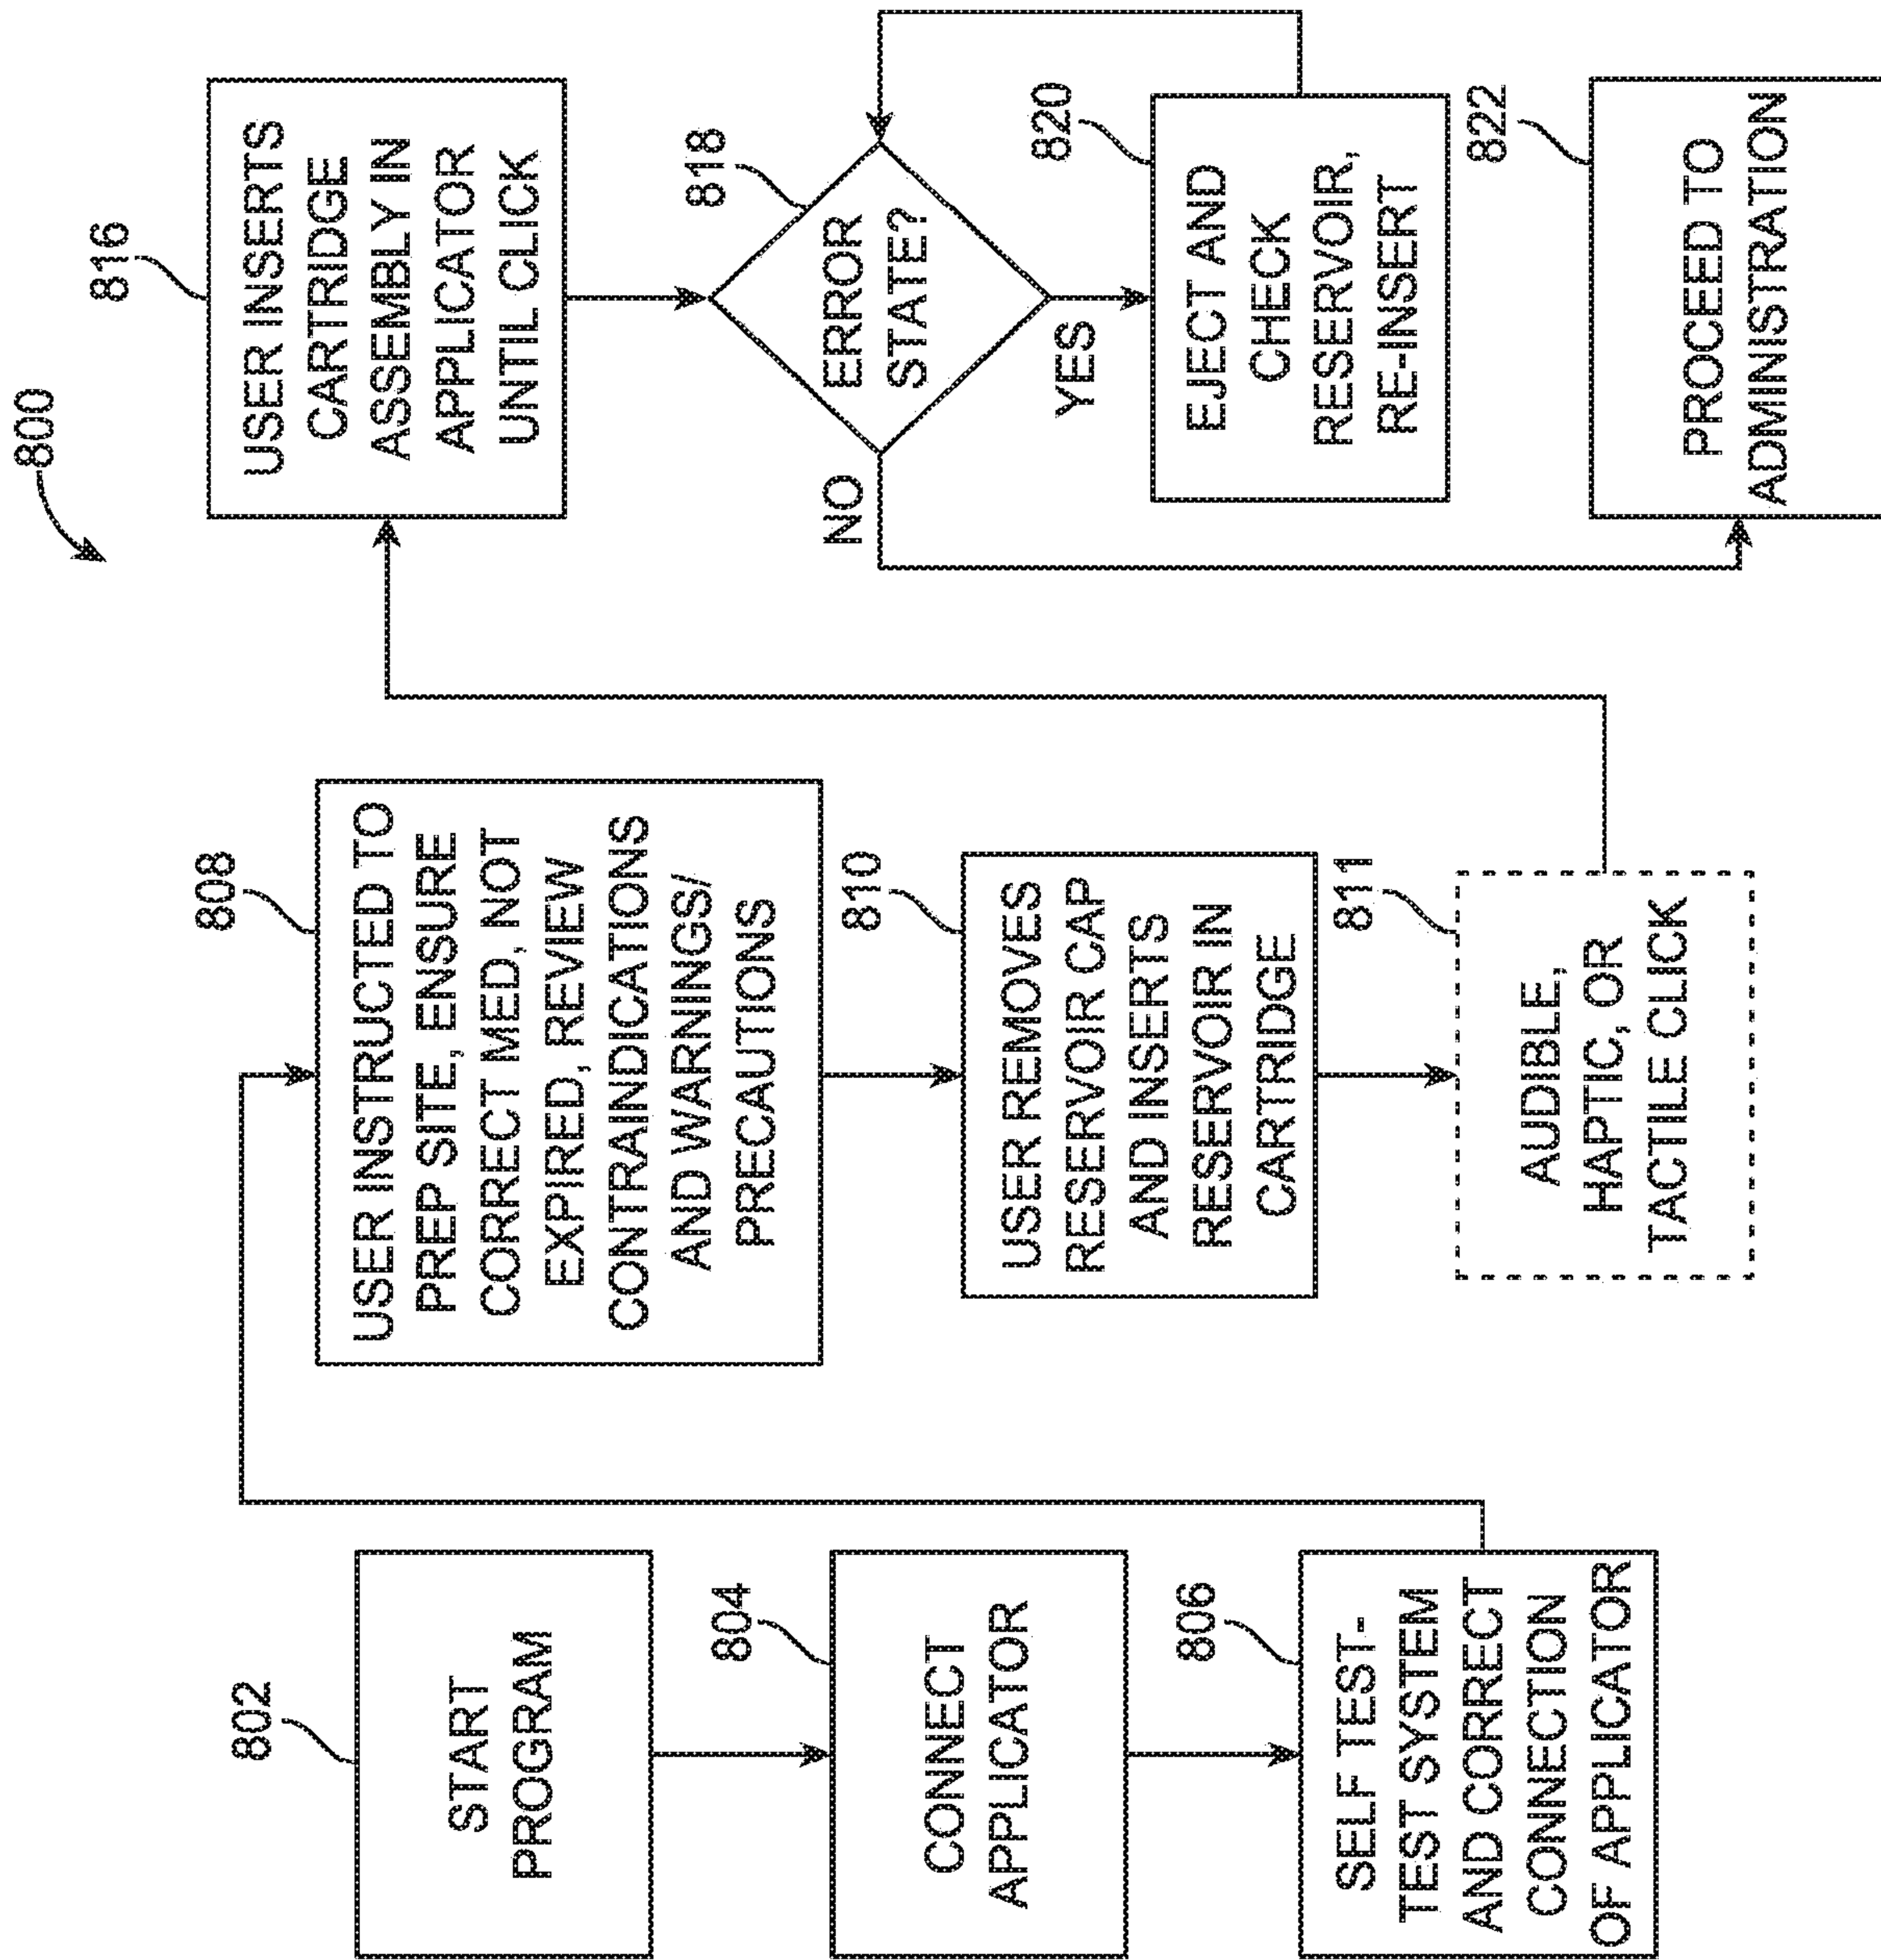 800
802
START
PROGRAM
804
CONNECT
APPLICATOR
806
SELF TEST-
TEST SYSTEM
AND CORRECT
CONNECTION
OF APPLICATOR
808
USER INSTRUCTED TO
PREP SITE, ENSURE
CORRECT MED, NOT
EXPIRED, REVIEW
CONTRAINDICATIONS
AND WARNINGS/
PRECAUTIONS
810
USER REMOVES
RESERVOIR CAP
AND INSERTS
RESERVOIR IN
CARTRIDGE
811
AUDIBLE,
HAPTIC, OR
TACTILE CLICK
816
USER INSERTS
CARTRIDGE
ASSEMBLY IN
APPLICATOR
UNTIL CLICK
818
ERROR
STATE?
NO
YES
820
EJECT AND
CHECK
RESERVOIR,
RE-INSERT
822
PROCEED TO
ADMINISTRATION